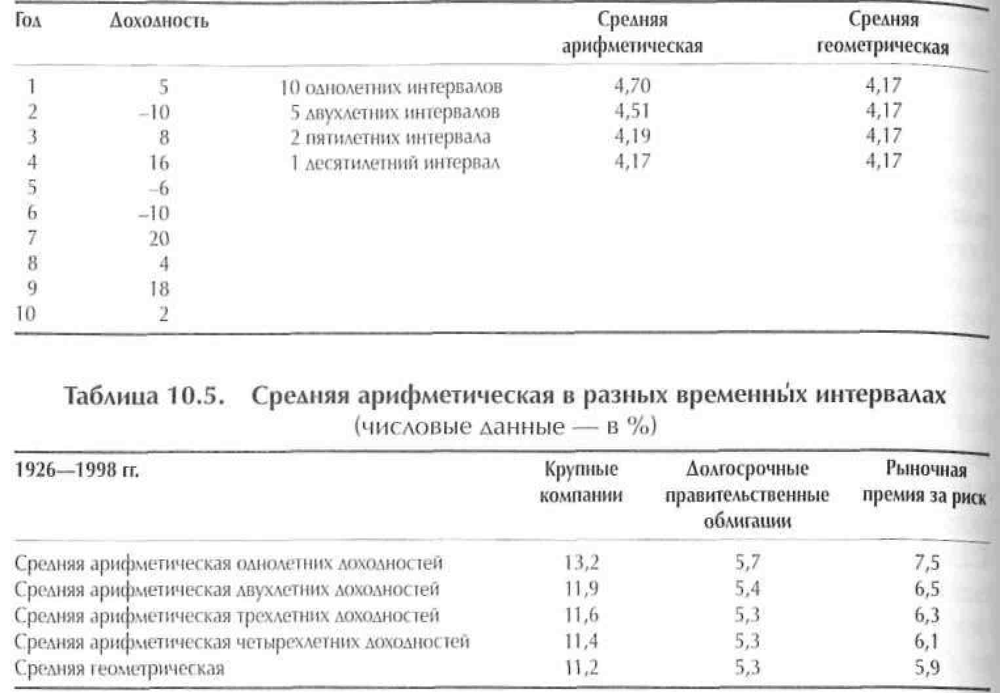 Год Доходность Средняя Средняя
арифметическая геометрическая
1 5 10 однолетних интервалов 4,70 4,17
2 –10 5 двухлетних интервалов 4,51 4,17
3 8 2 пятилетних интервала 4,19 4,17
4 16 1 десятилетний интервал 4,17 4,17
5 –6
6 –10
7 20
8 4
9 18
10 2
Таблица 10.5. Средняя арифметическая в разных временных интервалах
(числовые данные — в %)
1926—1998 гг. Крупные Долгосрочные Рыночная
компании правительственные премия за риск
облигации
Средняя арифметическая однолетних доходностей 13,2 5,7 7,5
Средняя арифметическая двухлетних доходностей 11,9 5,4 6,5
Средняя арифметическая трехлетних доходностей 11,6 5,3 6,3
Средняя арифметическая четырехлетних доходностей 11,4 5,3 6,1
Средняя геометрическая 11,2 5,3 5,9